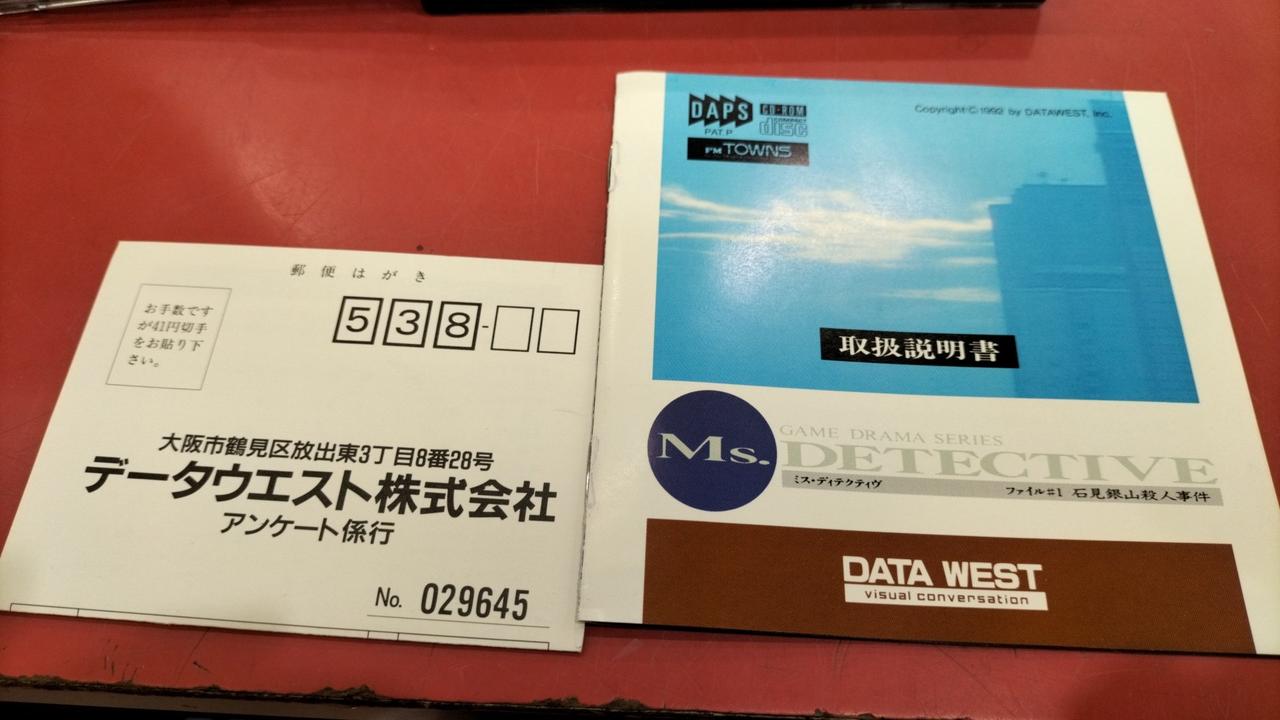 郵便はがき
お手数です
が41円切手
をお貼り下
さい。
538-
大阪市鶴見区放出東3丁目8番28号
データウエスト株式会社
アンケート係行
No. 029645
DAPS
PAT.P
CD-ROM
COMPACT
disc
FM TOWNS
Copyright(C)1992 by DATAWEST, Inc.
取扱説明書
Ms.
GAME DRAMA SERIES
DETECTIVE
ミス・ディテクティヴ
ファイル#1 石見銀山殺人事件
DATA WEST
visual conversation